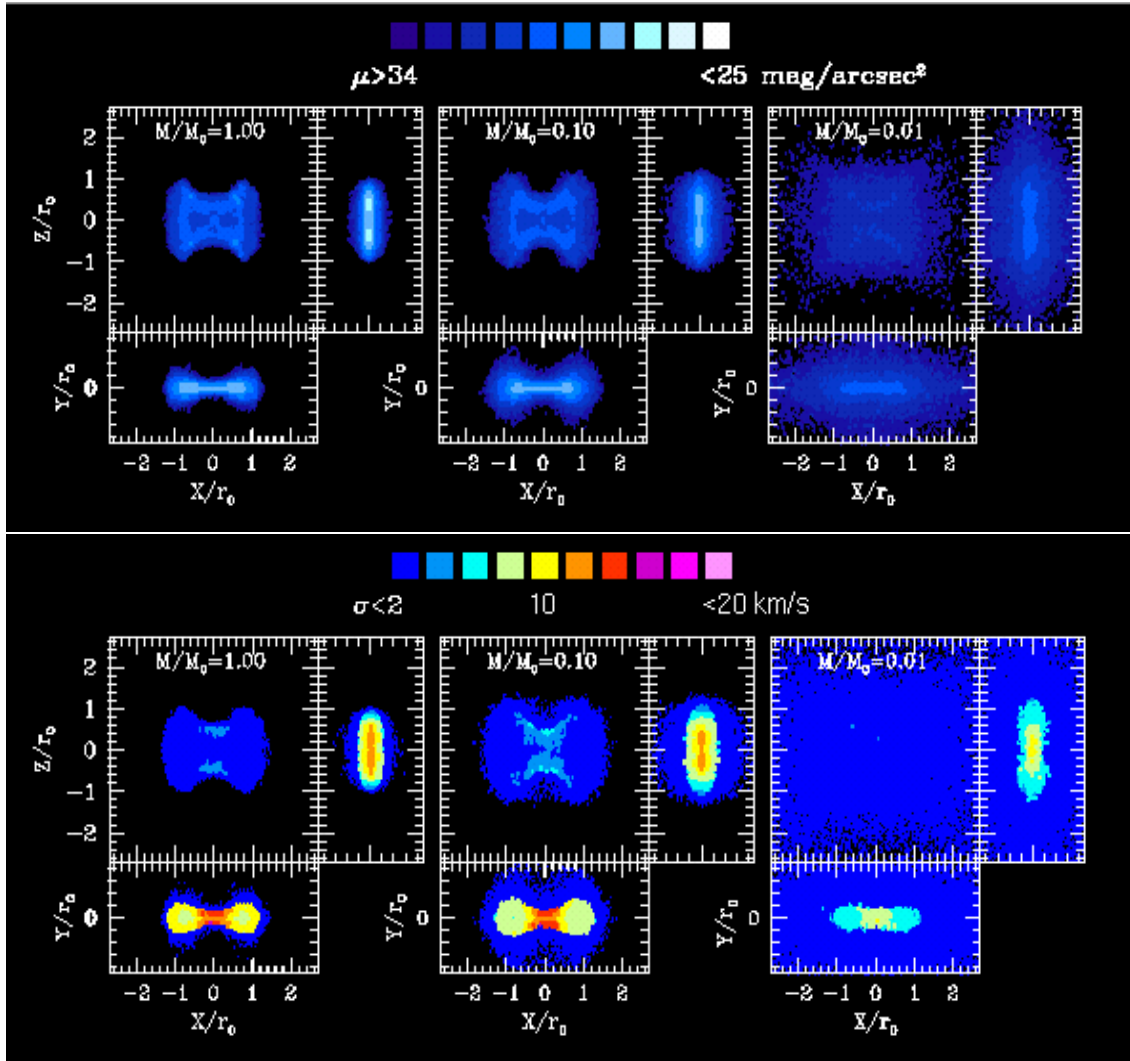 μ>34 <25 mag/arcsec²
M/M₀=1.00 M/M₀=0.10 M/M₀=0.01
2
1
0
−1
−2
Z/r₀
Y/r₀ 0 Y/r₀ 0 Y/r₀ 0
−2 −1 0 1 2 −2 −1 0 1 2 −2 −1 0 1 2
X/r₀ X/r₀ X/r₀
σ<2 10 <20 km/s
M/M₀=1.00 M/M₀=0.10 M/M₀=0.01
2
1
0
−1
−2
Z/r₀
Y/r₀ 0 Y/r₀ 0 Y/r₀ 0
−2 −1 0 1 2 −2 −1 0 1 2 −2 −1 0 1 2
X/r₀ X/r₀ X/r₀